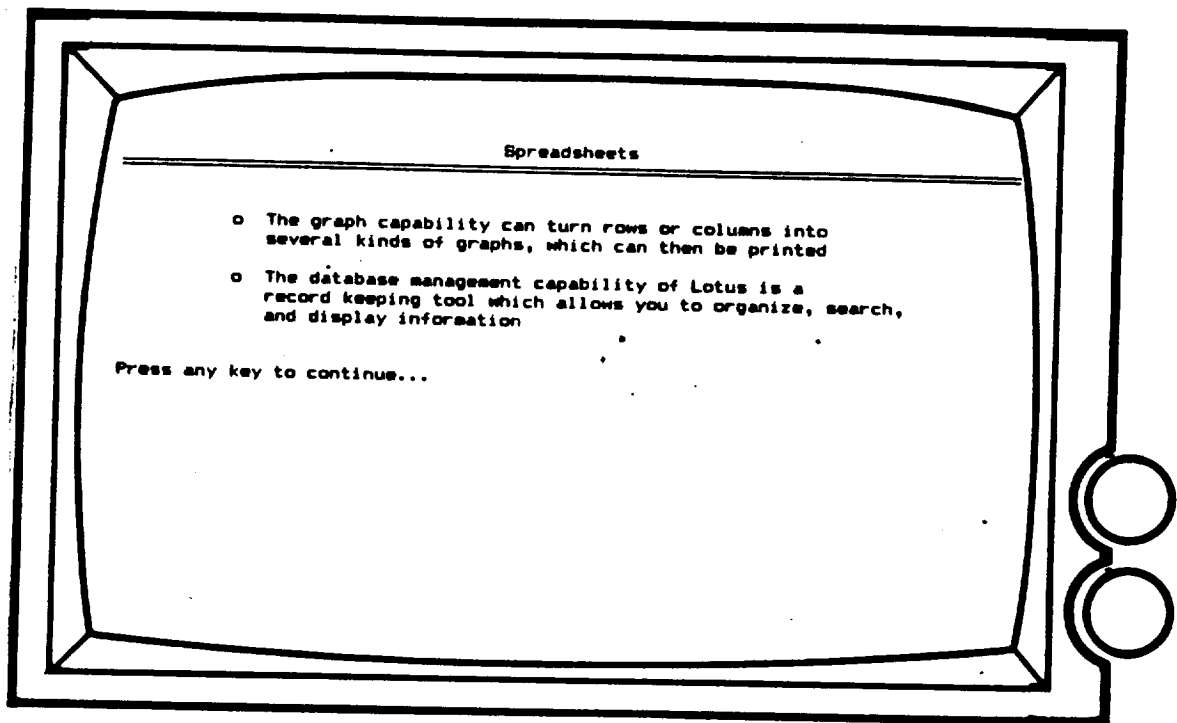 Spreadsheets
o The graph capability can turn rows or columns into
several kinds of graphs, which can then be printed
o The database management capability of Lotus is a
record keeping tool which allows you to organize, search,
and display information
Press any key to continue...